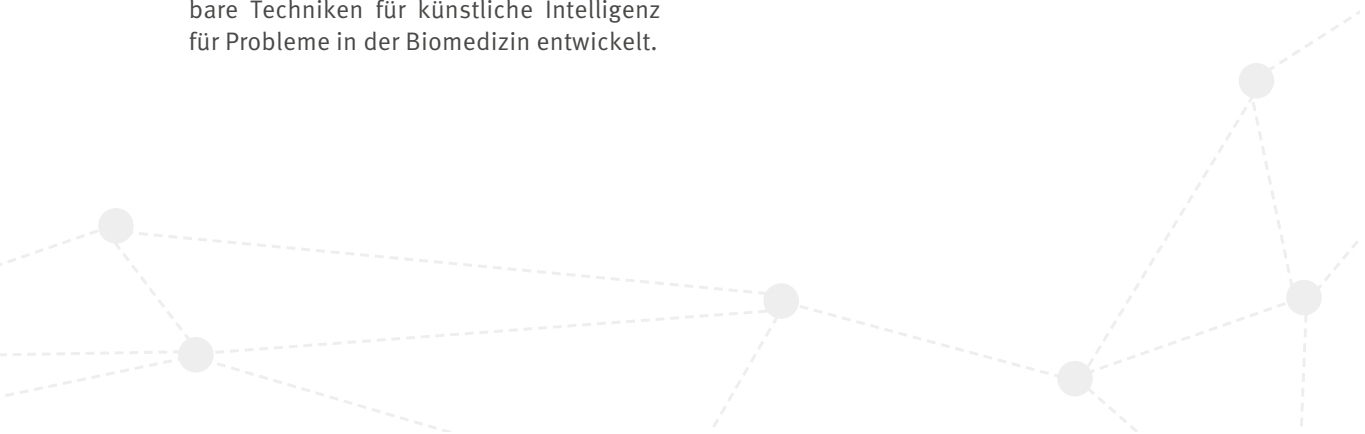 bare Techniken für künstliche Intelligenz
für Probleme in der Biomedizin entwickelt.